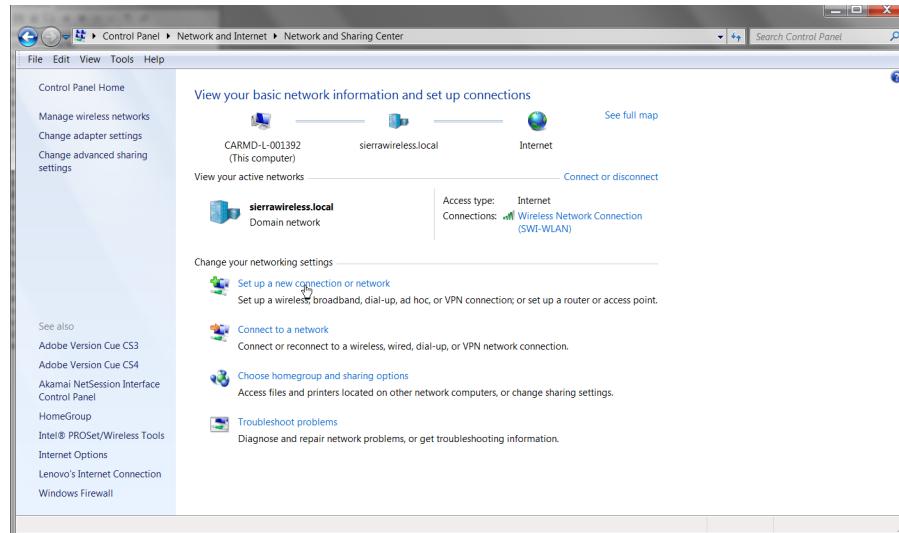 Control Panel ▸ Network and Internet ▸ Network and Sharing Center
Search Control Panel
File Edit View Tools Help
Control Panel Home
Manage wireless networks
Change adapter settings
Change advanced sharing
settings
See also
Adobe Version Cue CS3
Adobe Version Cue CS4
Akamai NetSession Interface
Control Panel
HomeGroup
Intel® PROSet/Wireless Tools
Internet Options
Lenovo's Internet Connection
Windows Firewall
View your basic network information and set up connections
See full map
CARMD-L-001392
(This computer)
sierrawireless.local
Internet
View your active networks
Connect or disconnect
sierrawireless.local
Domain network
Access type: Internet
Connections: Wireless Network Connection
(SWI-WLAN)
Change your networking settings
Set up a new connection or network
Set up a wireless, broadband, dial-up, ad hoc, or VPN connection; or set up a router or access point.
Connect to a network
Connect or reconnect to a wireless, wired, dial-up, or VPN network connection.
Choose homegroup and sharing options
Access files and printers located on other network computers, or change sharing settings.
Troubleshoot problems
Diagnose and repair network problems, or get troubleshooting information.